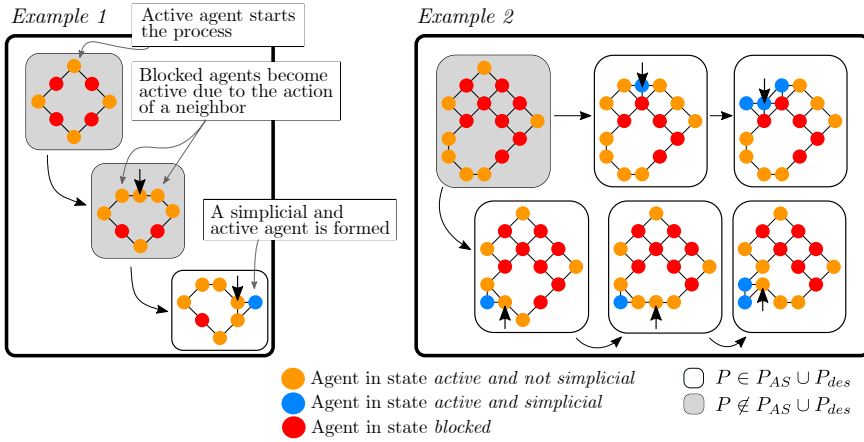 Example 1
Active agent starts
the process
Blocked agents become
active due to the action
of a neighbor
A simplicial and
active agent is formed
Example 2
Agent in state active and not simplicial
Agent in state active and simplicial
Agent in state blocked
P ∈ P_AS ∪ P_des
P ∉ P_AS ∪ P_des